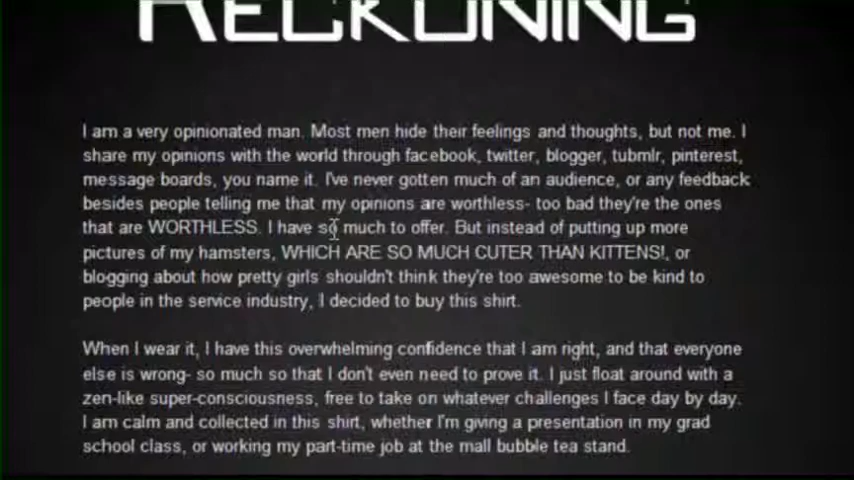 RECKONING
I am a very opinionated man. Most men hide their feelings and thoughts, but not me. I
share my opinions with the world through facebook, twitter, blogger, tubmlr, pinterest,
message boards, you name it. I've never gotten much of an audience, or any feedback
besides people telling me that my opinions are worthless- too bad they're the ones
that are WORTHLESS. I have so much to offer. But instead of putting up more
pictures of my hamsters, WHICH ARE SO MUCH CUTER THAN KITTENS!, or
blogging about how pretty girls shouldn't think they're too awesome to be kind to
people in the service industry, I decided to buy this shirt.
When I wear it, I have this overwhelming confidence that I am right, and that everyone
else is wrong- so much so that I don't even need to prove it. I just float around with a
zen-like super-consciousness, free to take on whatever challenges I face day by day.
I am calm and collected in this shirt, whether I'm giving a presentation in my grad
school class, or working my part-time job at the mall bubble tea stand.